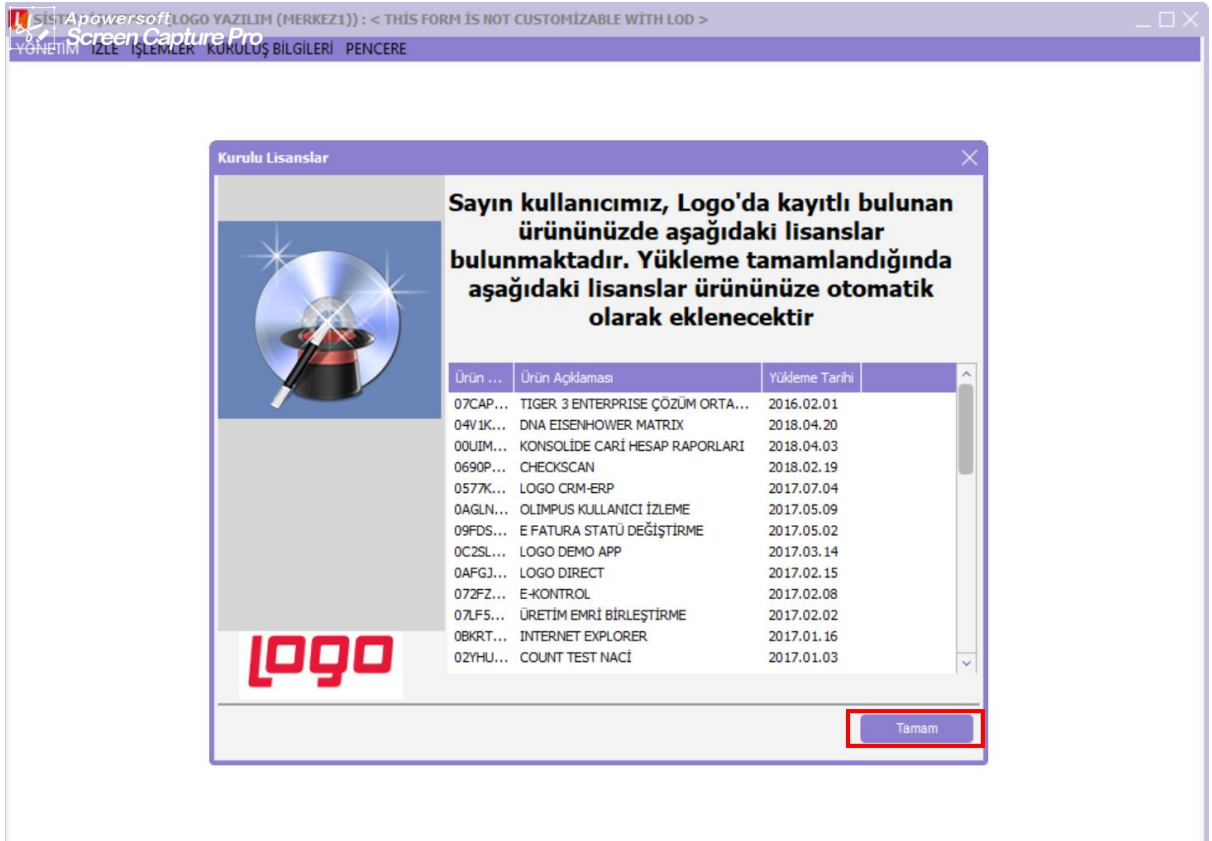 LOGO YAZILIM (MERKEZ1)) : < THİS FORM İS NOT CUSTOMİZABLE WİTH LOD >
Apowersoft
Screen Capture Pro
YÖNETİM İZLE İŞLEMLER KURULUŞ BİLGİLERİ PENCERE
Kurulu Lisanslar
Sayın kullanıcımız, Logo'da kayıtlı bulunan
ürününüzde aşağıdaki lisanslar
bulunmaktadır. Yükleme tamamlandığında
aşağıdaki lisanslar ürününüze otomatik
olarak eklenecektir
Ürün ... Ürün Açıklaması Yükleme Tarihi
07CAP... TIGER 3 ENTERPRISE ÇÖZÜM ORTA... 2016.02.01
04V1K... DNA EISENHOWER MATRIX 2018.04.20
00UIM... KONSOLİDE CARİ HESAP RAPORLARI 2018.04.03
0690P... CHECKSCAN 2018.02.19
0577K... LOGO CRM-ERP 2017.07.04
0AGLN... OLIMPUS KULLANICI İZLEME 2017.05.09
09FDS... E FATURA STATÜ DEĞİŞTİRME 2017.05.02
0C2SL... LOGO DEMO APP 2017.03.14
0AFGJ... LOGO DIRECT 2017.02.15
072FZ... E-KONTROL 2017.02.08
07LF5... ÜRETİM EMRİ BİRLEŞTİRME 2017.02.02
0BKRT... INTERNET EXPLORER 2017.01.16
02YHU... COUNT TEST NACİ 2017.01.03
LOGO
Tamam